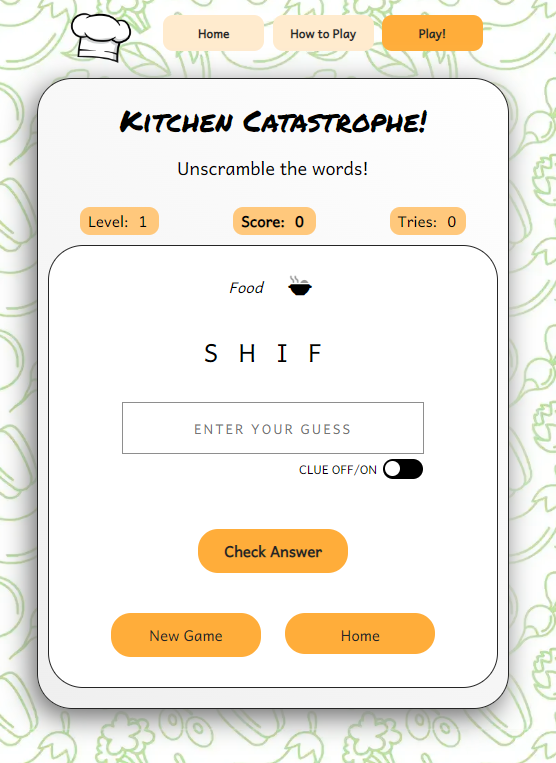 Home How to Play Play!
Kitchen Catastrophe!
Unscramble the words!
Level: 1 Score: 0 Tries: 0
Food
S H I F
ENTER YOUR GUESS
CLUE OFF/ON
Check Answer
New Game Home